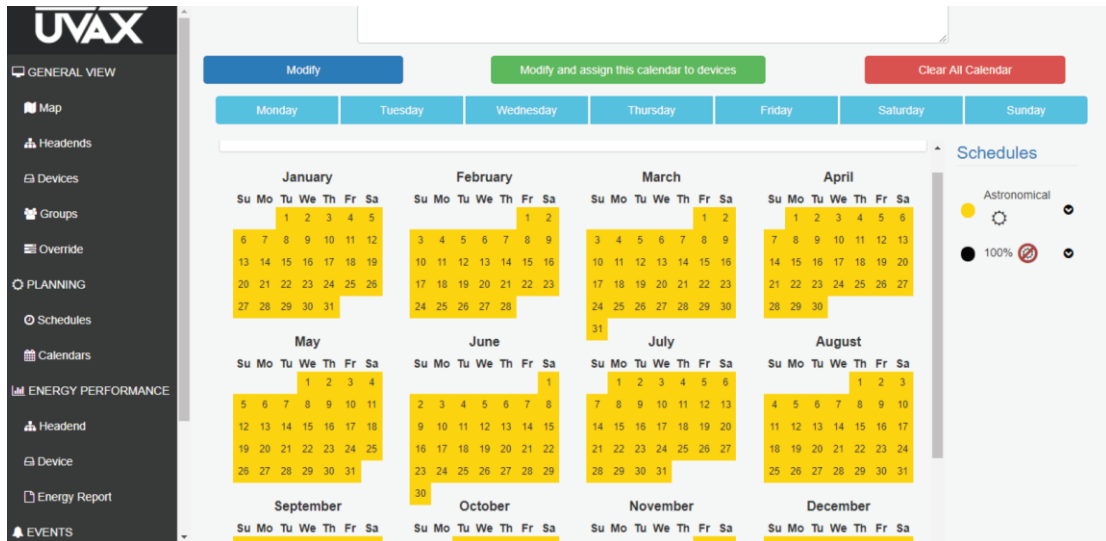 UVAX
GENERAL VIEW
Map
Headends
Devices
Groups
Override
PLANNING
Schedules
Calendars
ENERGY PERFORMANCE
Headend
Device
Energy Report
EVENTS
Modify Modify and assign this calendar to devices Clear All Calendar
Monday Tuesday Wednesday Thursday Friday Saturday Sunday
January
Su Mo Tu We Th Fr Sa
1 2 3 4 5
6 7 8 9 10 11 12
13 14 15 16 17 18 19
20 21 22 23 24 25 26
27 28 29 30 31
February
Su Mo Tu We Th Fr Sa
1 2
3 4 5 6 7 8 9
10 11 12 13 14 15 16
17 18 19 20 21 22 23
24 25 26 27 28
March
Su Mo Tu We Th Fr Sa
1 2
3 4 5 6 7 8 9
10 11 12 13 14 15 16
17 18 19 20 21 22 23
24 25 26 27 28 29 30
31
April
Su Mo Tu We Th Fr Sa
1 2 3 4 5 6
7 8 9 10 11 12 13
14 15 16 17 18 19 20
21 22 23 24 25 26 27
28 29 30
May
Su Mo Tu We Th Fr Sa
1 2 3 4
5 6 7 8 9 10 11
12 13 14 15 16 17 18
19 20 21 22 23 24 25
26 27 28 29 30 31
June
Su Mo Tu We Th Fr Sa
1
2 3 4 5 6 7 8
9 10 11 12 13 14 15
16 17 18 19 20 21 22
23 24 25 26 27 28 29
30
July
Su Mo Tu We Th Fr Sa
1 2 3 4 5 6
7 8 9 10 11 12 13
14 15 16 17 18 19 20
21 22 23 24 25 26 27
28 29 30 31
August
Su Mo Tu We Th Fr Sa
1 2 3
4 5 6 7 8 9 10
11 12 13 14 15 16 17
18 19 20 21 22 23 24
25 26 27 28 29 30 31
September
Su Mo Tu We Th Fr Sa
October
Su Mo Tu We Th Fr Sa
November
Su Mo Tu We Th Fr Sa
December
Su Mo Tu We Th Fr Sa
Schedules
Astronomical
100%